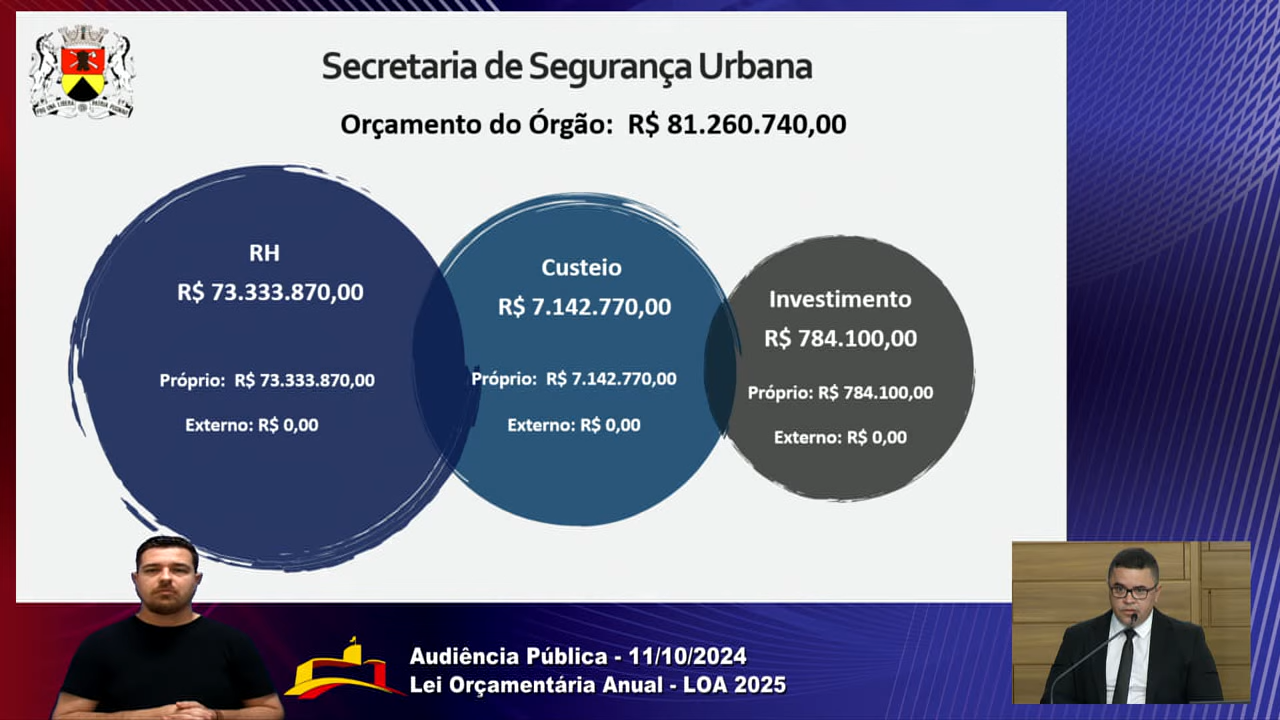 Secretaria de Segurança Urbana
Orçamento do Órgão: R$ 81.260.740,00
RH
R$ 73.333.870,00
Próprio: R$ 73.333.870,00
Externo: R$ 0,00
Custeio
R$ 7.142.770,00
Próprio: R$ 7.142.770,00
Externo: R$ 0,00
Investimento
R$ 784.100,00
Próprio: R$ 784.100,00
Externo: R$ 0,00
Audiência Pública - 11/10/2024
Lei Orçamentária Anual - LOA 2025